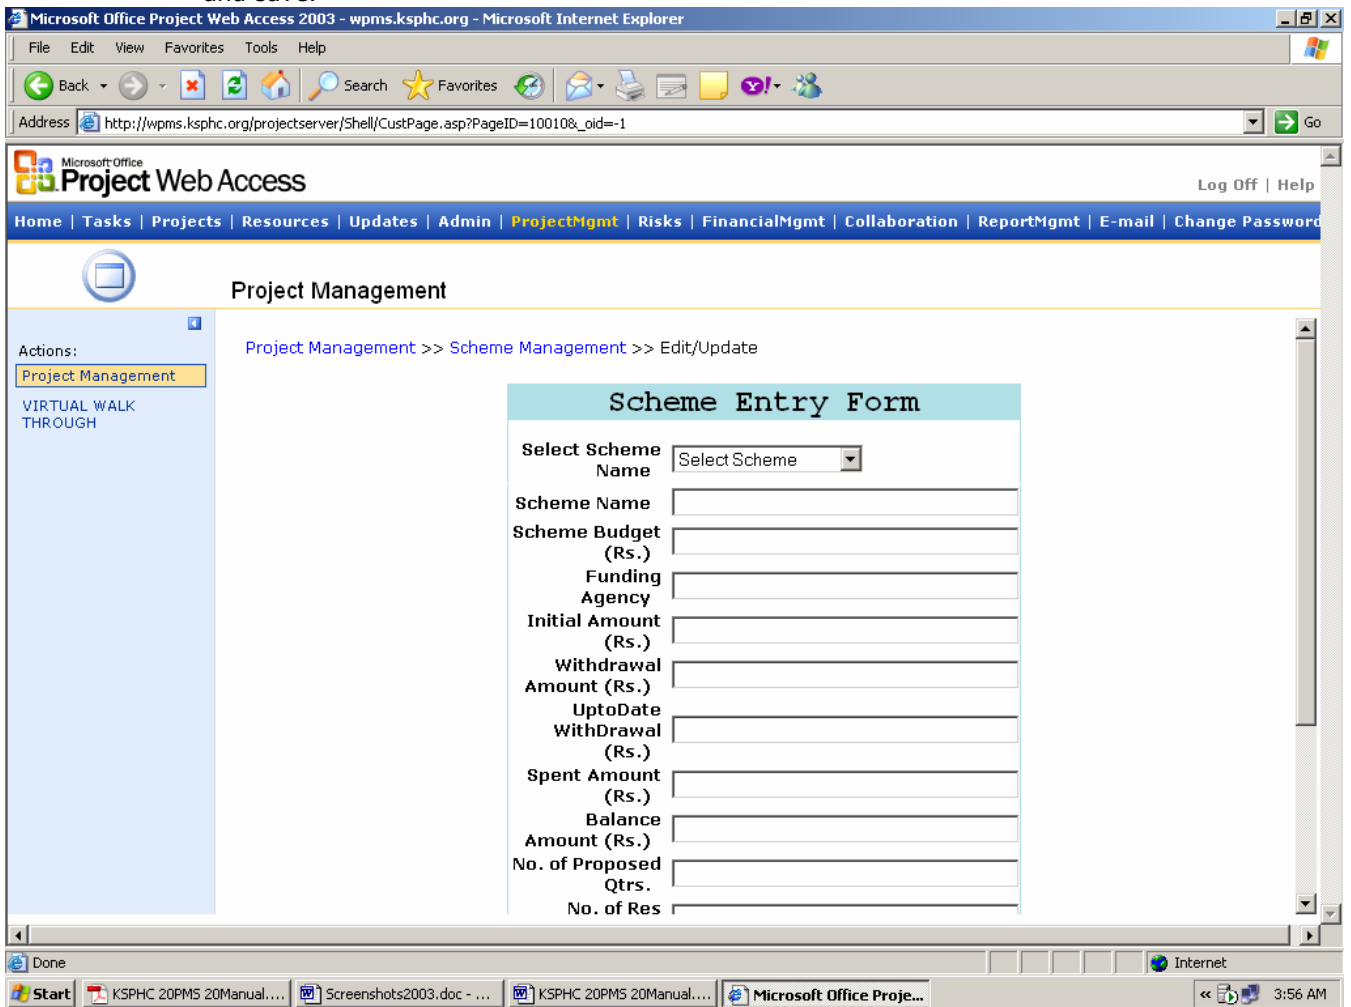 Microsoft Office Project Web Access 2003 - wpms.ksphc.org - Microsoft Internet Explorer
File Edit View Favorites Tools Help
Back Search Favorites
Address http://wpms.ksphc.org/projectserver/Shell/CustPage.asp?PageID=10010&_oid=-1 Go
Microsoft Office
Project Web Access
Log Off | Help
Home | Tasks | Projects | Resources | Updates | Admin | ProjectMgmt | Risks | FinancialMgmt | Collaboration | ReportMgmt | E-mail | Change Password
Project Management
Actions:
Project Management
VIRTUAL WALK
THROUGH
Project Management >> Scheme Management >> Edit/Update
Scheme Entry Form
Select Scheme
Name
Select Scheme
Scheme Name
Scheme Budget
(Rs.)
Funding
Agency
Initial Amount
(Rs.)
Withdrawal
Amount (Rs.)
UptoDate
WithDrawal
(Rs.)
Spent Amount
(Rs.)
Balance
Amount (Rs.)
No. of Proposed
Qtrs.
No. of Res
Done Internet
Start KSPHC 20PMS 20Manual.... Screenshots2003.doc - ... KSPHC 20PMS 20Manual.... Microsoft Office Proje... « 3:56 AM